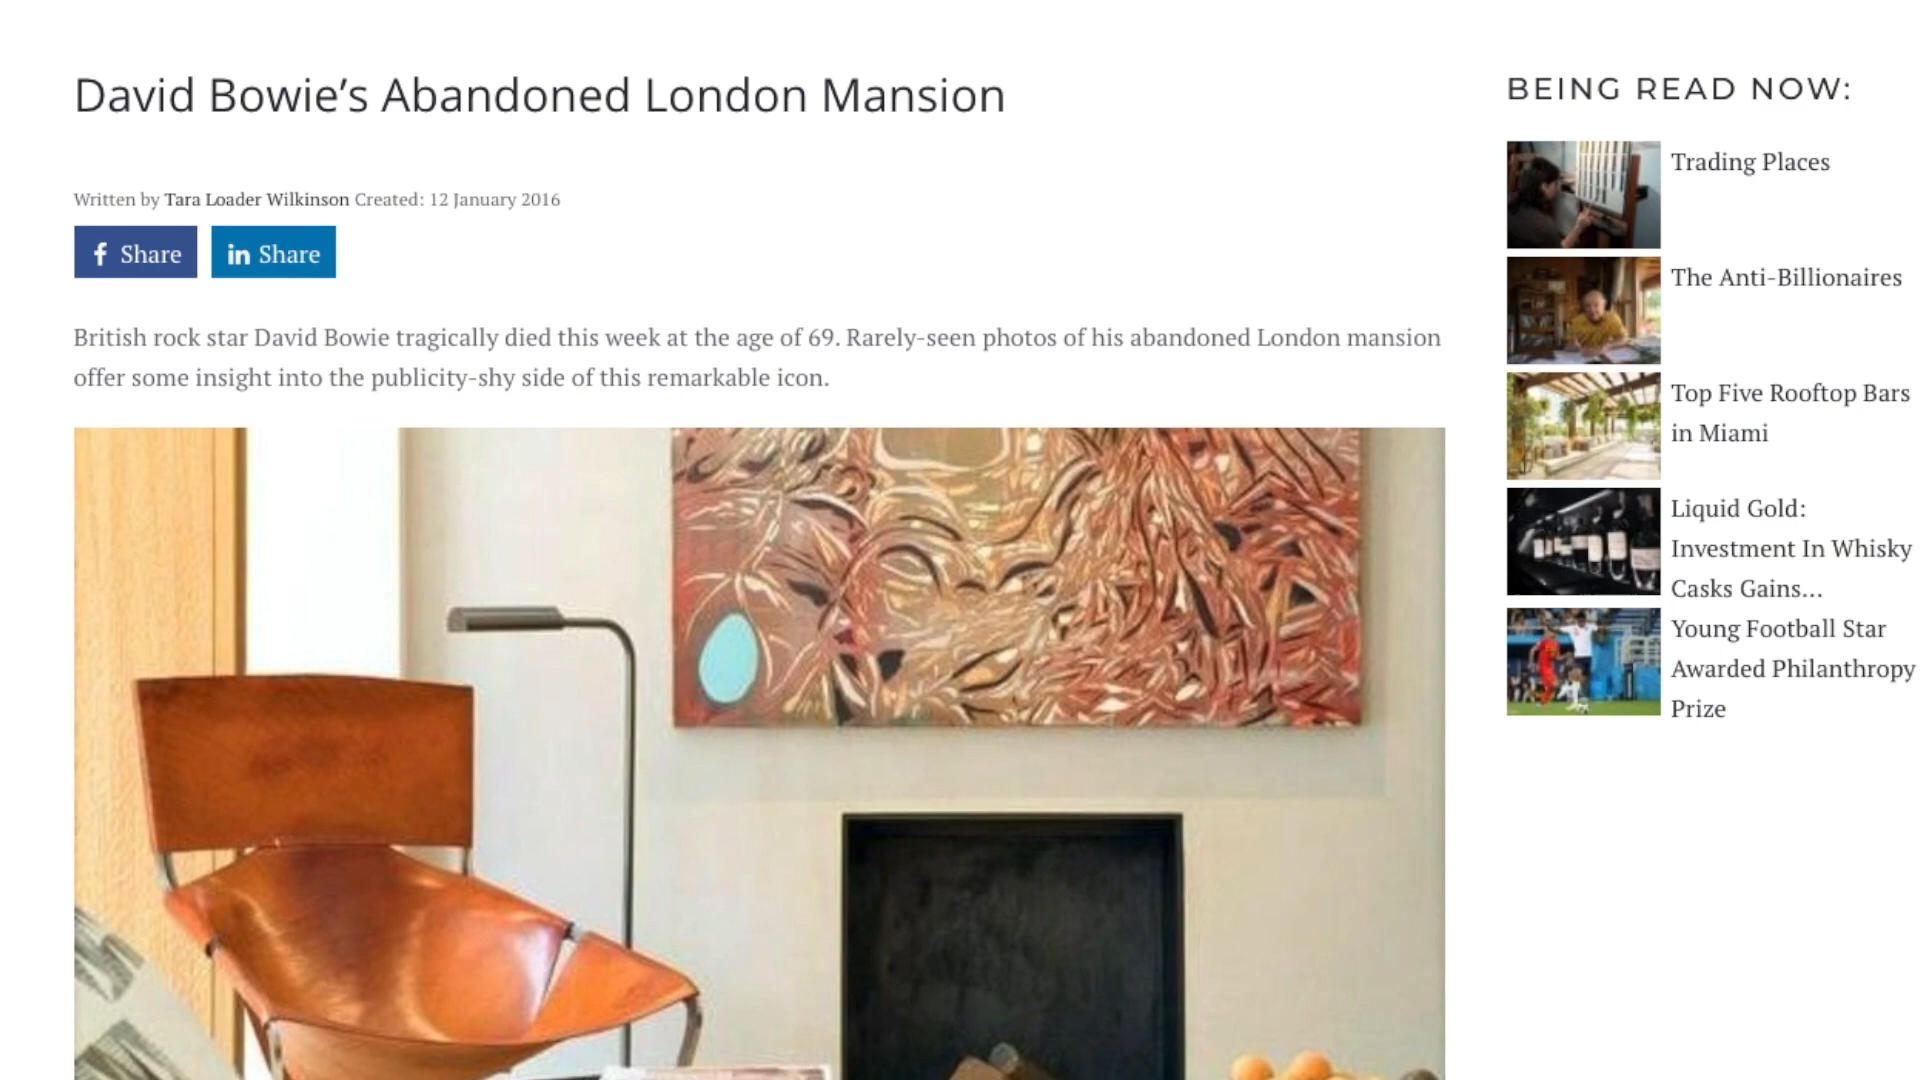 David Bowie’s Abandoned London Mansion
Written by Tara Loader Wilkinson Created: 12 January 2016
Share
Share
British rock star David Bowie tragically died this week at the age of 69. Rarely-seen photos of his abandoned London mansion
offer some insight into the publicity-shy side of this remarkable icon.
BEING READ NOW:
Trading Places
The Anti-Billionaires
Top Five Rooftop Bars
in Miami
Liquid Gold:
Investment In Whisky
Casks Gains...
Young Football Star
Awarded Philanthropy
Prize